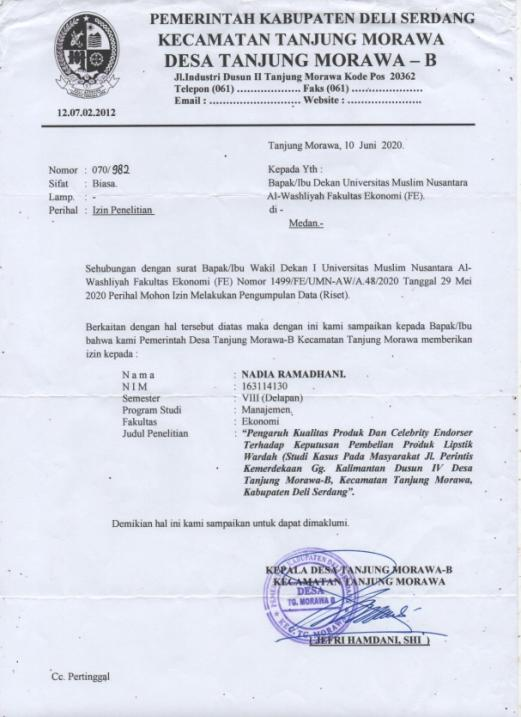 PEMERINTAH KABUPATEN DELI SERDANG
KECAMATAN TANJUNG MORAWA
DESA TANJUNG MORAWA – B
Jl.Industri Dusun II Tanjung Morawa Kode Pos 20362
Telepon (061) .................... Faks (061) ....................
Email : ........................ Website : ......................
12.07.02.2012
Tanjung Morawa, 10 Juni 2020.
Nomor : 070/982
Sifat : Biasa.
Lamp. : -
Perihal : Izin Penelitian
Kepada Yth :
Bapak/Ibu Dekan Universitas Muslim Nusantara
Al-Washliyah Fakultas Ekonomi (FE).
di -
Medan.-
Sehubungan dengan surat Bapak/Ibu Wakil Dekan I Universitas Muslim Nusantara Al-
Washliyah Fakultas Ekonomi (FE) Nomor 1499/FE/UMN-AW/A.48/2020 Tanggal 29 Mei
2020 Perihal Mohon Izin Melakukan Pengumpulan Data (Riset).
Berkaitan dengan hal tersebut diatas maka dengan ini kami sampaikan kepada Bapak/Ibu
bahwa kami Pemerintah Desa Tanjung Morawa-B Kecamatan Tanjung Morawa memberikan
izin kepada :
N a m a : NADIA RAMADHANI.
N I M : 163114130
Semester : VIII (Delapan)
Program Studi : Manajemen.
Fakultas : Ekonomi
Judul Penelitian : “Pengaruh Kualitas Produk Dan Celebrity Endorser
Terhadap Keputusan Pembelian Produk Lipstik
Wardah (Studi Kasus Pada Masyarakat Jl. Perintis
Kemerdekaan Gg. Kalimantan Dusun IV Desa
Tanjung Morawa-B, Kecamatan Tanjung Morawa,
Kabupaten Deli Serdang”.
Demikian hal ini kami sampaikan untuk dapat dimaklumi.
KEPALA DESA TANJUNG MORAWA-B
KECAMATAN TANJUNG MORAWA
DESA
TG. MORAWA B
( JEFRI HAMDANI, SHI )
Cc. Pertinggal